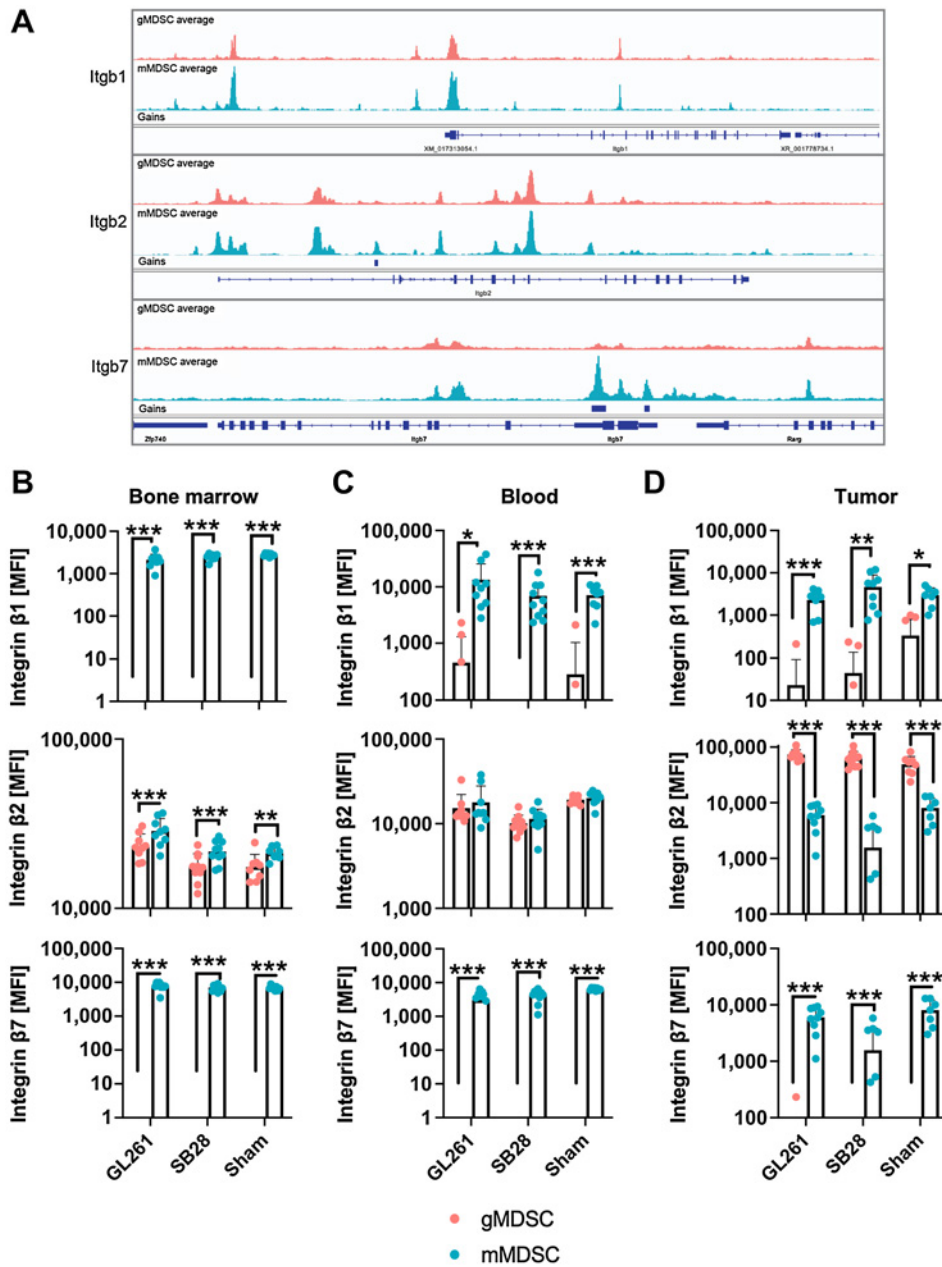 A
gMDSC average
Itgb1
mMDSC average
Gains
XM_017313054.1 Itgb1 XR_001778734.1
gMDSC average
Itgb2
mMDSC average
Gains
Itgb2
gMDSC average
Itgb7
mMDSC average
Gains
Zfp740 Itgb7 Itgb7 Rarg
B Bone marrow
Integrin β1 [MFI]
10,000
1,000
100
10
1
*** *** ***
Integrin β2 [MFI]
100,000
10,000
*** *** **
Integrin β7 [MFI]
100,000
10,000
1,000
100
10
1
*** *** ***
GL261 SB28 Sham
C Blood
Integrin β1 [MFI]
100,000
10,000
1,000
100
* *** ***
Integrin β2 [MFI]
100,000
10,000
1,000
Integrin β7 [MFI]
100,000
10,000
1,000
100
10
1
*** *** ***
GL261 SB28 Sham
D Tumor
Integrin β1 [MFI]
100,000
10,000
1,000
100
10
*** ** *
Integrin β2 [MFI]
100,000
10,000
1,000
100
*** *** ***
Integrin β7 [MFI]
100,000
10,000
1,000
100
*** *** ***
GL261 SB28 Sham
gMDSC
mMDSC